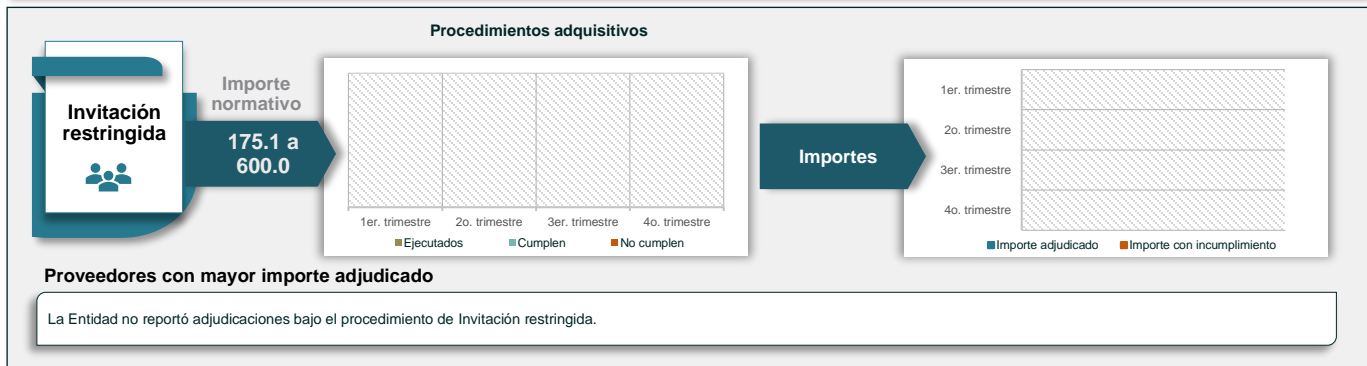 Procedimientos adquisitivos
Invitación
restringida
Importe
normativo
175.1 a
600.0
1er. trimestre
2o. trimestre
3er. trimestre
4o. trimestre
Ejecutados
Cumplen
No cumplen
Importes
1er. trimestre
2o. trimestre
3er. trimestre
4o. trimestre
Importe adjudicado
Importe con incumplimiento
Proveedores con mayor importe adjudicado
La Entidad no reportó adjudicaciones bajo el procedimiento de Invitación restringida.